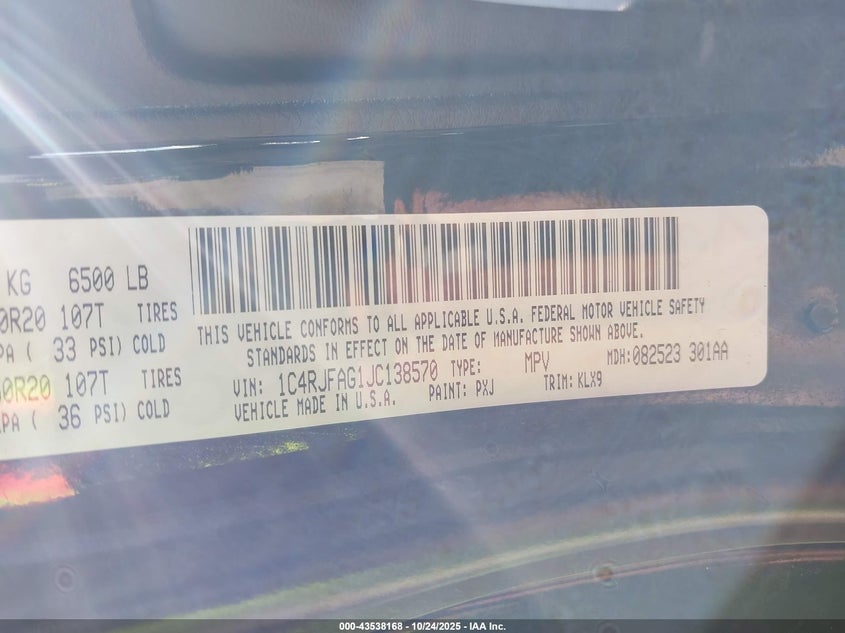 KG 6500 LB
0R20 107T TIRES
PA ( 33 PSI) COLD
0R20 107T TIRES
PA ( 36 PSI) COLD
THIS VEHICLE CONFORMS TO ALL APPLICABLE U.S.A. FEDERAL MOTOR VEHICLE SAFETY
STANDARDS IN EFFECT ON THE DATE OF MANUFACTURE SHOWN ABOVE.
VIN: 1C4RJFAG1JC138570 TYPE: MPV MDH: 082523 301AA
VEHICLE MADE IN U.S.A. PAINT: PXJ TRIM: KLX9
000-43538168 - 10/24/2025 - IAA Inc.